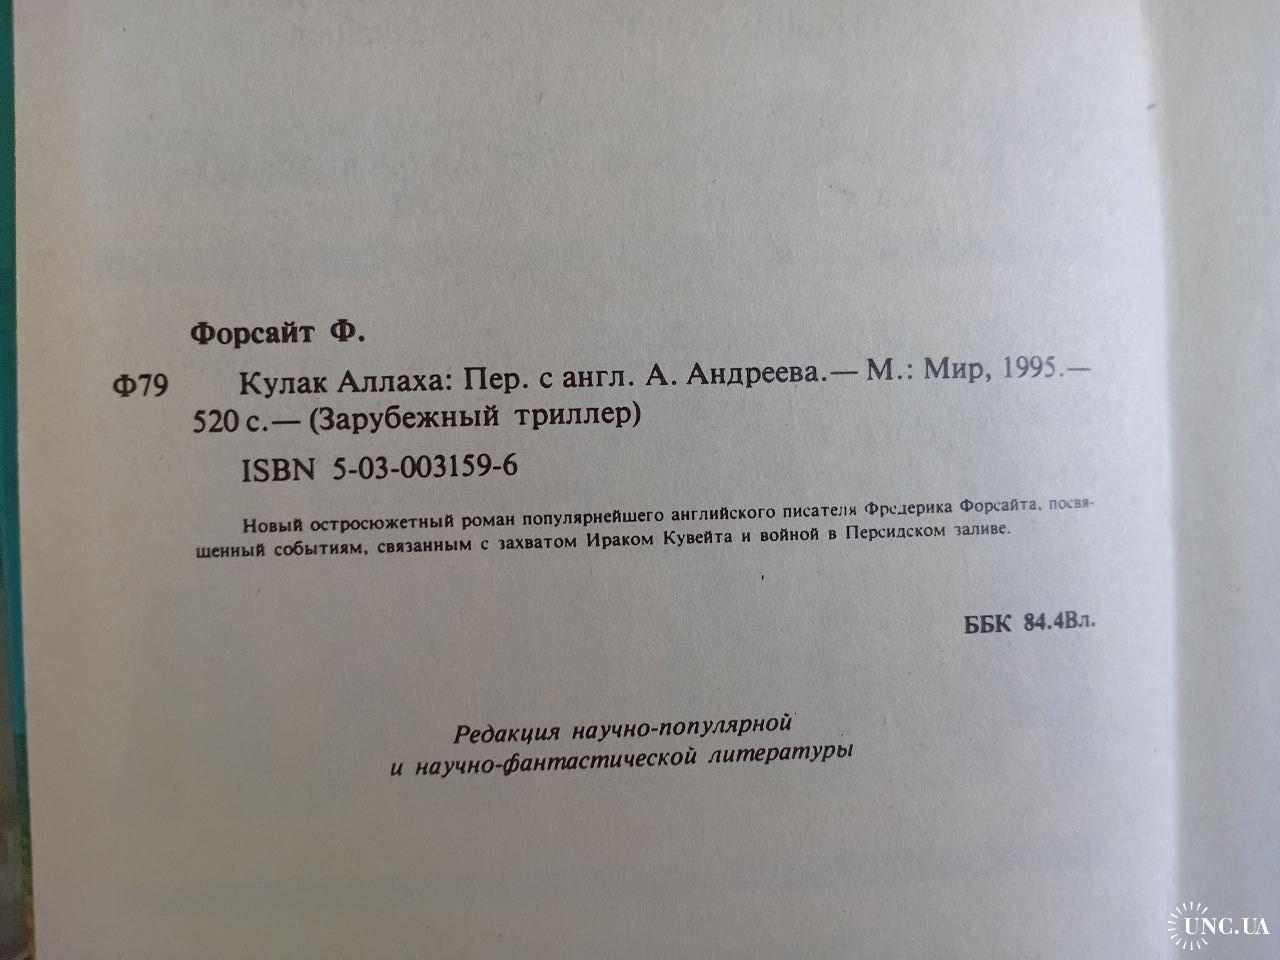 Форсайт Ф.
Ф79 Кулак Аллаха: Пер. с англ. А. Андреева.— М.: Мир, 1995.—
520 с.— (Зарубежный триллер)
ISBN 5-03-003159-6
Новый остросюжетный роман популярнейшего английского писателя Фредерика Форсайта, посвя-
щенный событиям, связанным с захватом Ираком Кувейта и войной в Персидском заливе.
ББК 84.4Вл.
Редакция научно-популярной
и научно-фантастической литературы
UNC.UA